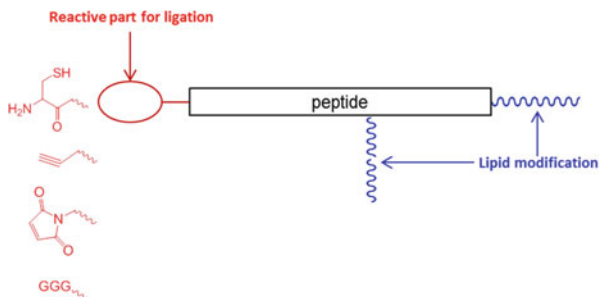 Reactive part for ligation
SH
H₂N
O
peptide
Lipid modification
O
N
O
GGG